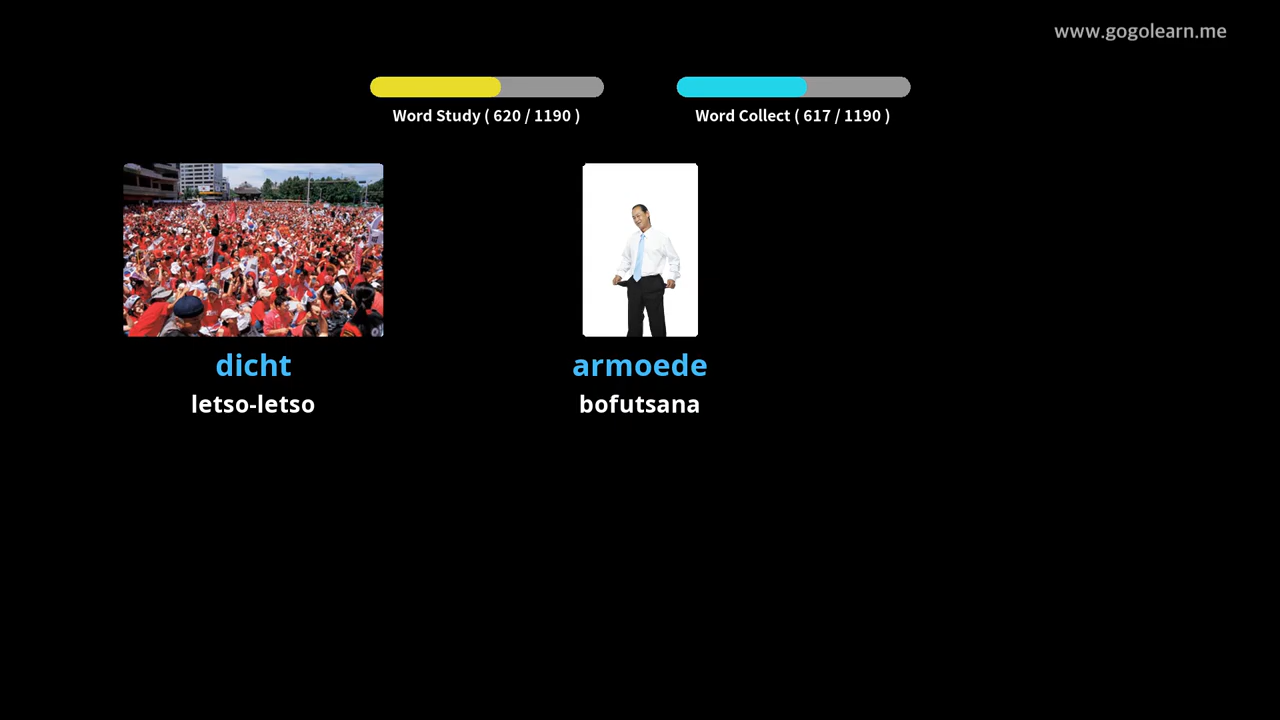 www.gogolearn.me
Word Study ( 620 / 1190 )
Word Collect ( 617 / 1190 )
dicht
letso-letso
armoede
bofutsana